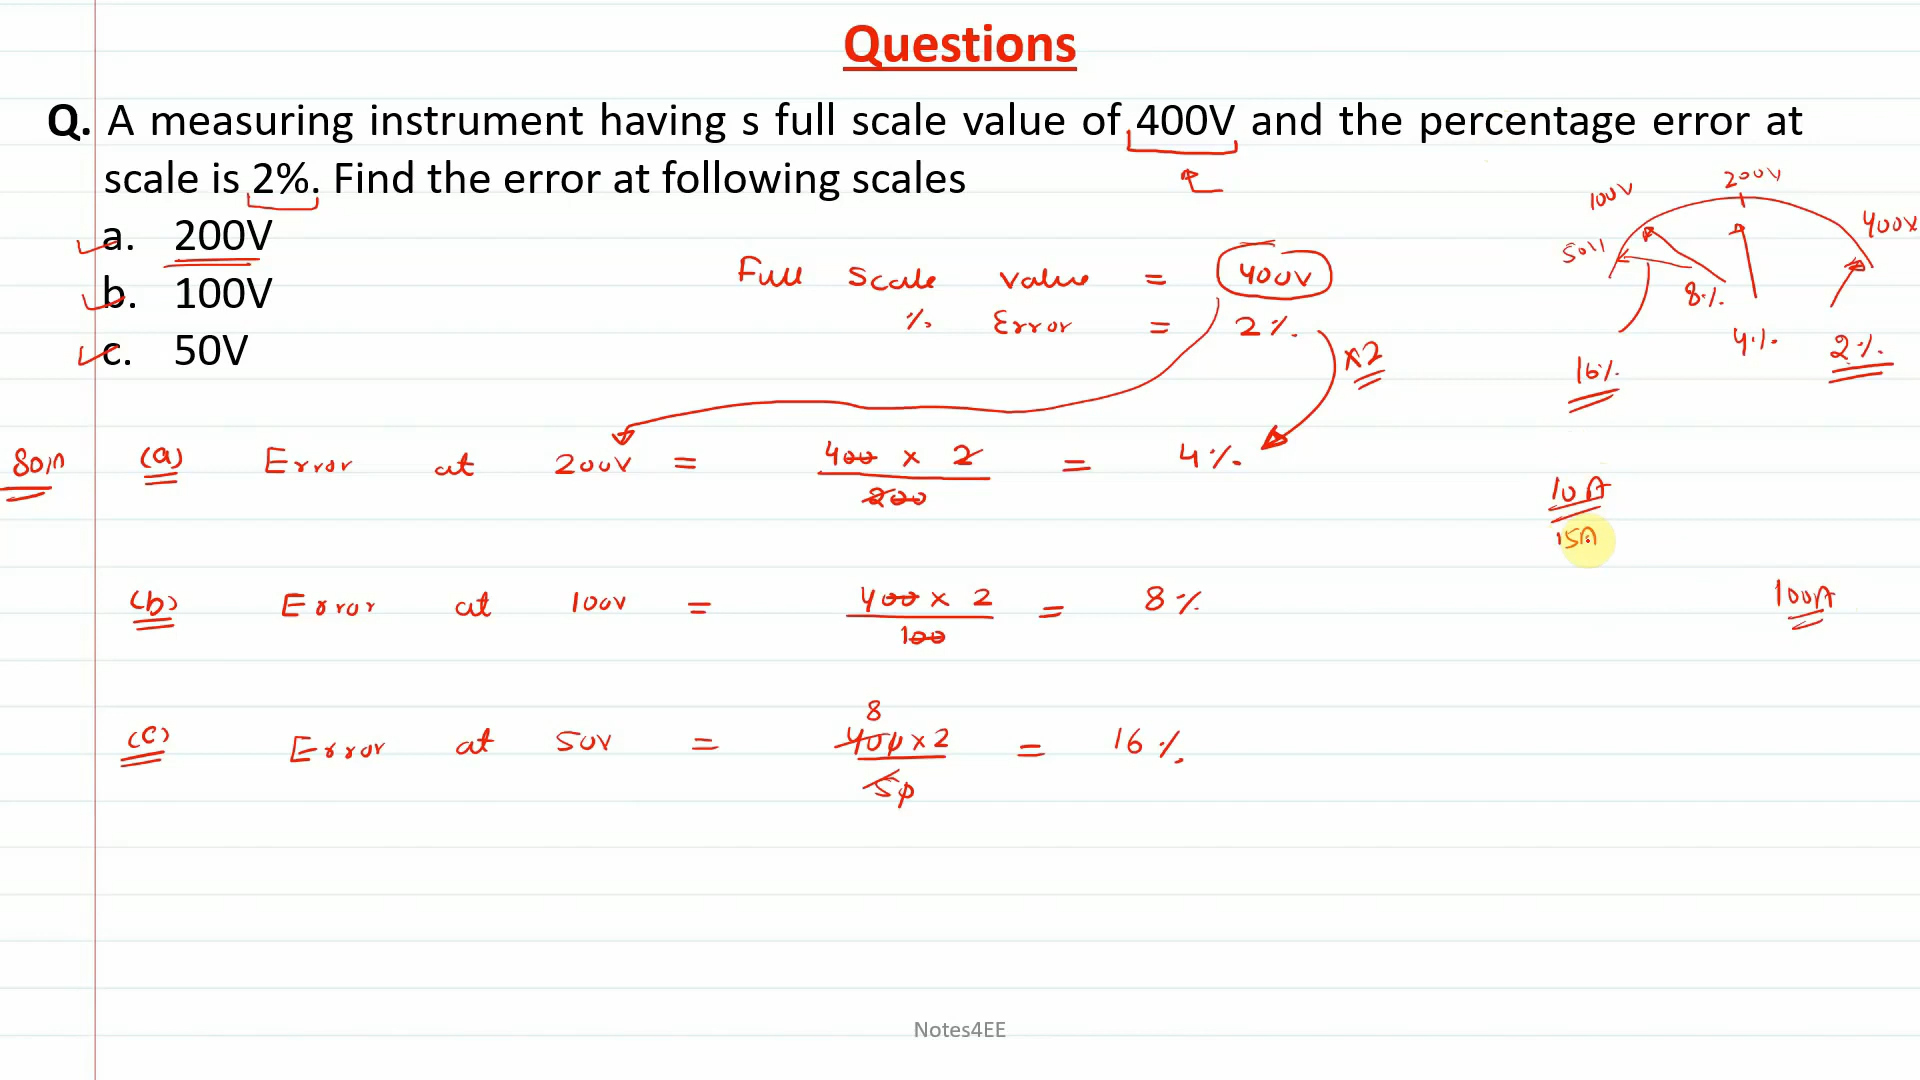 Questions
Q. A measuring instrument having s full scale value of 400V and the percentage error at
scale is 2%. Find the error at following scales
a. 200V
b. 100V
c. 50V
Full Scale value = 400V
% Error = 2%
×2
100V 200V 400V
8% 4% 2%
16%
Soln (a) Error at 200V = 400 × 2 / 200 = 4%
10A
15A
(b) Error at 100V = 400 × 2 / 100 = 8%
100A
8
(c) Error at 50V = 400 × 2 / 50 = 16%
Notes4EE